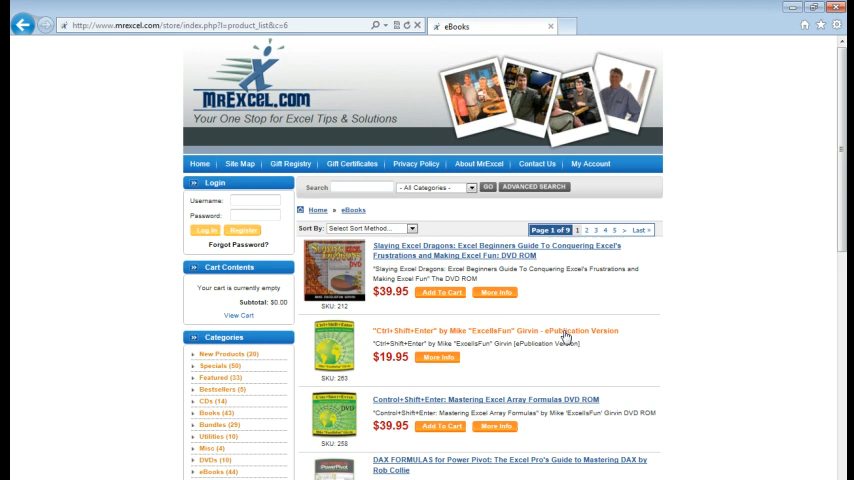 http://www.mrexcel.com/store/index.php?l=product_list&c=6
eBooks
MrExcel.com
Your One Stop for Excel Tips & Solutions
Home | Site Map | Gift Registry | Gift Certificates | Privacy Policy | About MrExcel | Contact Us | My Account
Login
Username:
Password:
Log In Register
Forgot Password?
Cart Contents
Your cart is currently empty
Subtotal: $0.00
View Cart
Categories
New Products (20)
Specials (50)
Featured (33)
Bestsellers (5)
CDs (14)
Books (43)
Bundles (29)
Utilities (16)
Misc (4)
DVDs (10)
eBooks (44)
Search - All Categories - GO ADVANCED SEARCH
Home » eBooks
Sort By: Select Sort Method...
Page 1 of 9 1 2 3 4 5 > Last »
Slaying Excel Dragons: Excel Beginners Guide To Conquering Excel's
Frustrations and Making Excel Fun: DVD ROM
"Slaying Excel Dragons: Excel Beginners Guide To Conquering Excel's Frustrations and
Making Excel Fun" The DVD ROM
$39.95 Add To Cart More Info
SKU: 212
"Ctrl+Shift+Enter" by Mike "ExcelIsFun" Girvin - ePublication Version
"Ctrl+Shift+Enter" by Mike "ExcelIsFun" Girvin [ePublication Version]
$19.95 More Info
SKU: 263
Control+Shift+Enter: Mastering Excel Array Formulas DVD ROM
"Control+Shift+Enter: Mastering Excel Array Formulas" by Mike 'ExcelIsFun' Girvin DVD ROM
$39.95 Add To Cart More Info
SKU: 258
DAX FORMULAS for Power Pivot: The Excel Pro's Guide to Mastering DAX by
Rob Collie